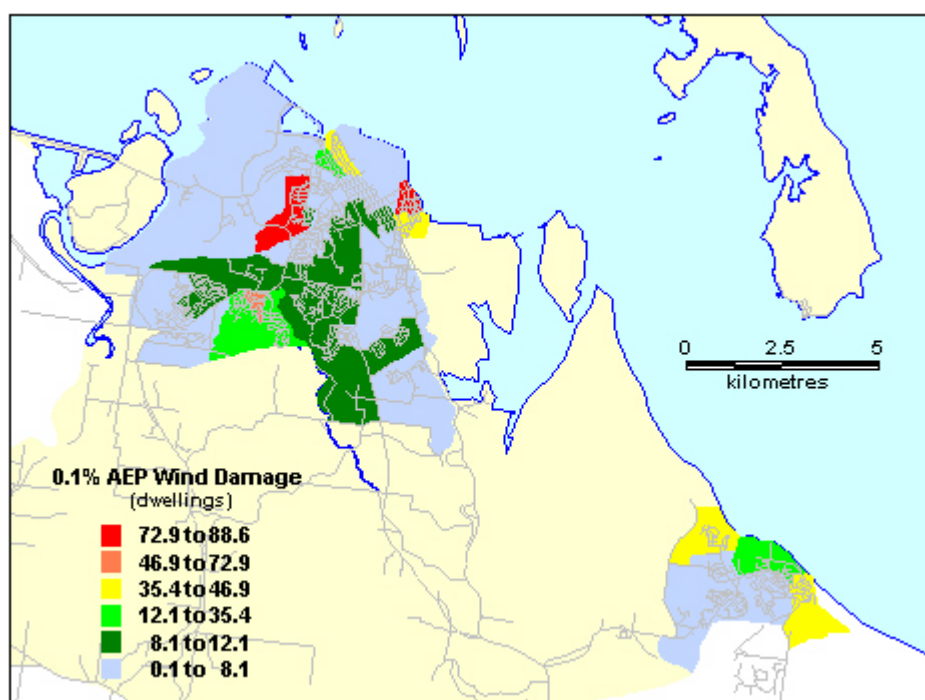 0 2.5 5
kilometres
0.1% AEP Wind Damage
(dwellings)
72.9 to 88.6
46.9 to 72.9
35.4 to 46.9
12.1 to 35.4
8.1 to 12.1
0.1 to 8.1